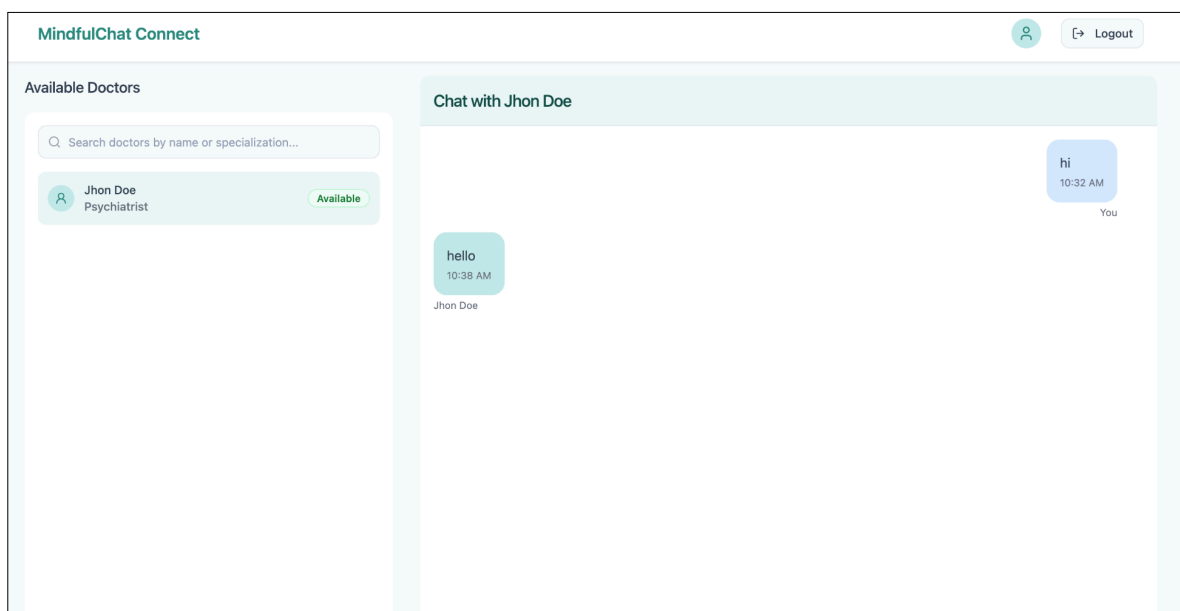 MindfulChat Connect
Logout
Available Doctors
Search doctors by name or specialization...
Jhon Doe
Psychiatrist
Available
Chat with Jhon Doe
hi
10:32 AM
You
hello
10:38 AM
Jhon Doe